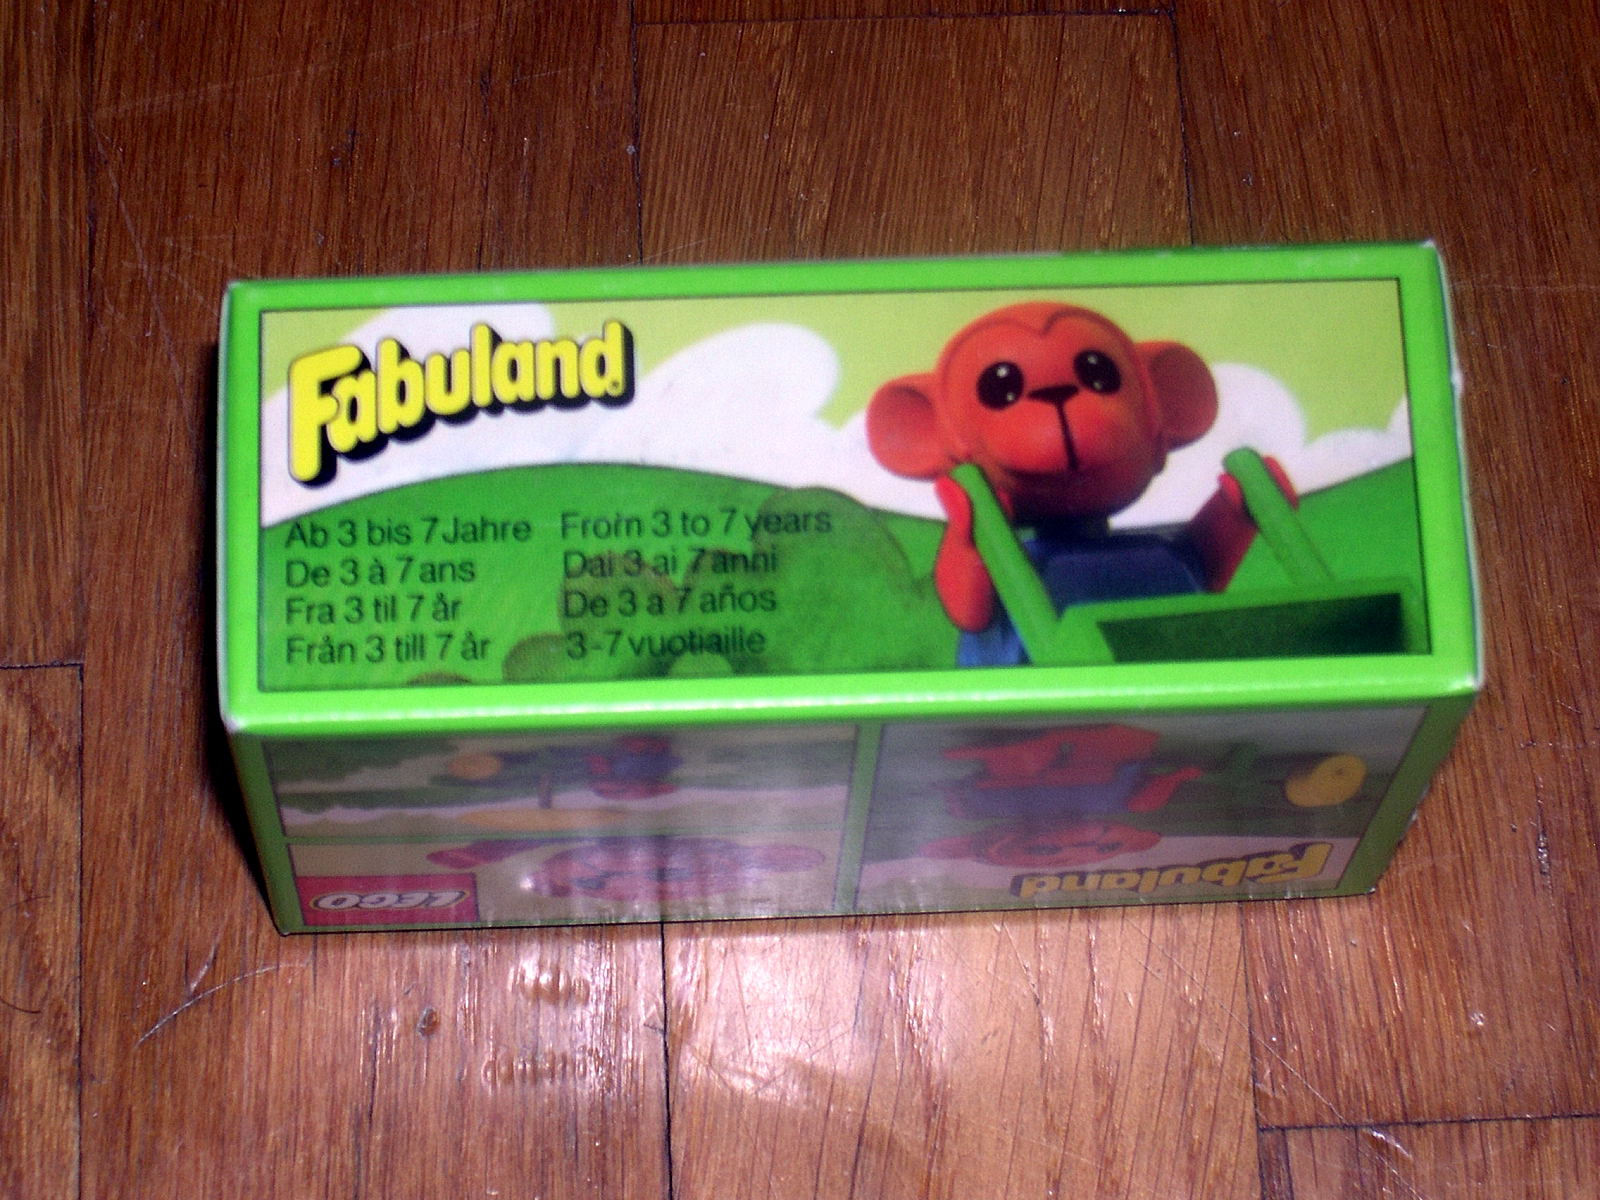 Fabuland
Ab 3 bis 7 Jahre
De 3 à 7 ans
Fra 3 til 7 år
Från 3 till 7 år
From 3 to 7 years
Dai 3 ai 7 anni
De 3 a 7 años
3-7 vuotiaille
LEGO
Fabuland